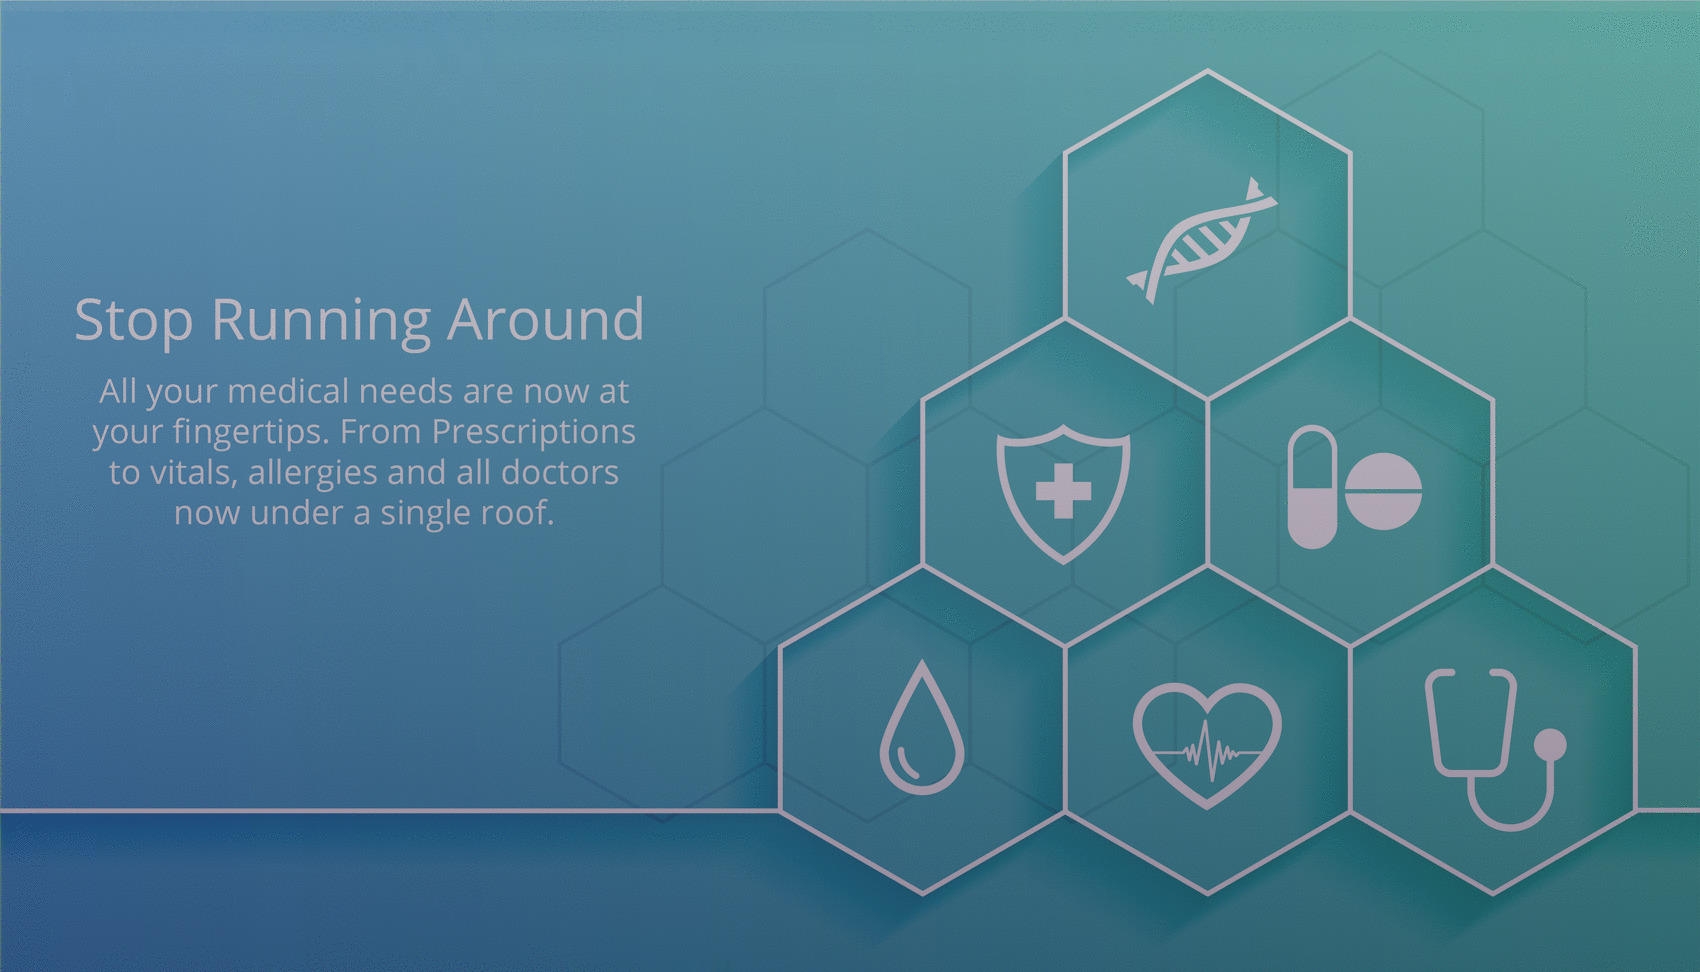 Stop Running Around
All your medical needs are now at
your fingertips. From Prescriptions
to vitals, allergies and all doctors
now under a single roof.